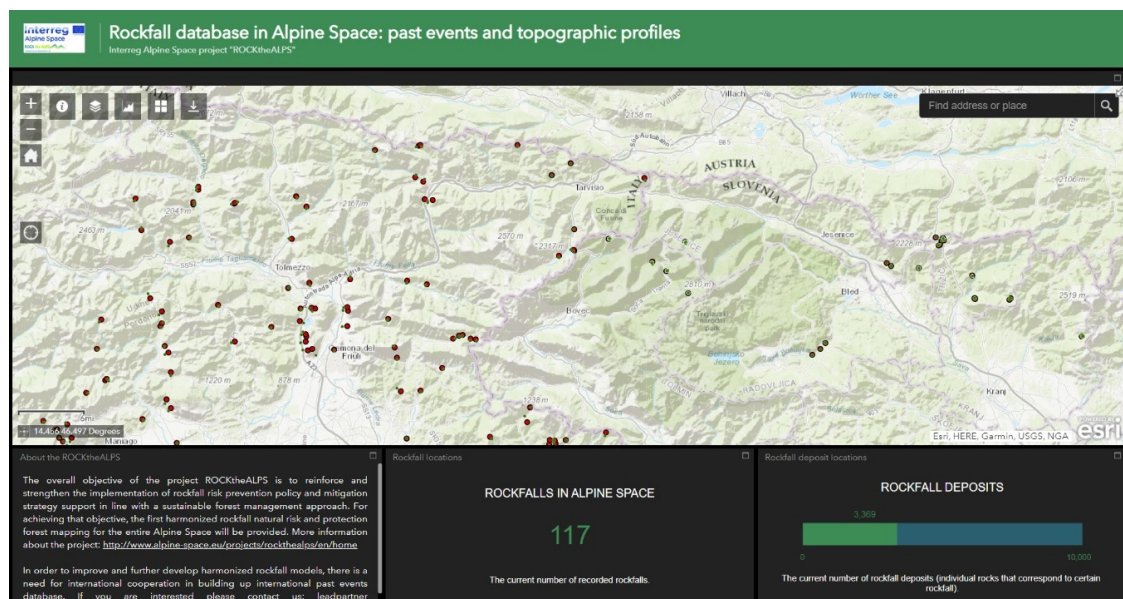 Interreg
Alpine Space
Rockfall database in Alpine Space: past events and topographic profiles
Interreg Alpine Space project "ROCKtheALPS"
Find address or place
Villach
Wörther See
Klagenfurt
2158 m
AUSTRIA
SLOVENIA
ITALY
Tarvisio
2106 m
2041 m
2167 m
2463 m
2570 m
2317 m
2228 m
Jesenice
Tolmezzo
2810 m
2519 m
Bovec
Bled
Friuli
1220 m
878 m
RADOVLJICA
Kranj
KRANJ
1238 m
6mi
14.466 46.497 Degrees
Maniago
Esri, HERE, Garmin, USGS, NGA
esri
About the ROCKtheALPS
The overall objective of the project ROCKtheALPS is to reinforce and
strengthen the implementation of rockfall risk prevention policy and mitigation
strategy support in line with a sustainable forest management approach. For
achieving that objective, the first harmonized rockfall natural risk and protection
forest mapping for the entire Alpine Space will be provided. More information
about the project: http://www.alpine-space.eu/projects/rockthealps/en/home
In order to improve and further develop harmonized rockfall models, there is a
need for international cooperation in building up international past events
database. If you are interested please contact us: leadpartner
Rockfall locations
ROCKFALLS IN ALPINE SPACE
117
The current number of recorded rockfalls.
Rockfall deposit locations
ROCKFALL DEPOSITS
3,369
0
10,000
The current number of rockfall deposits (individual rocks that correspond to certain
rockfall).